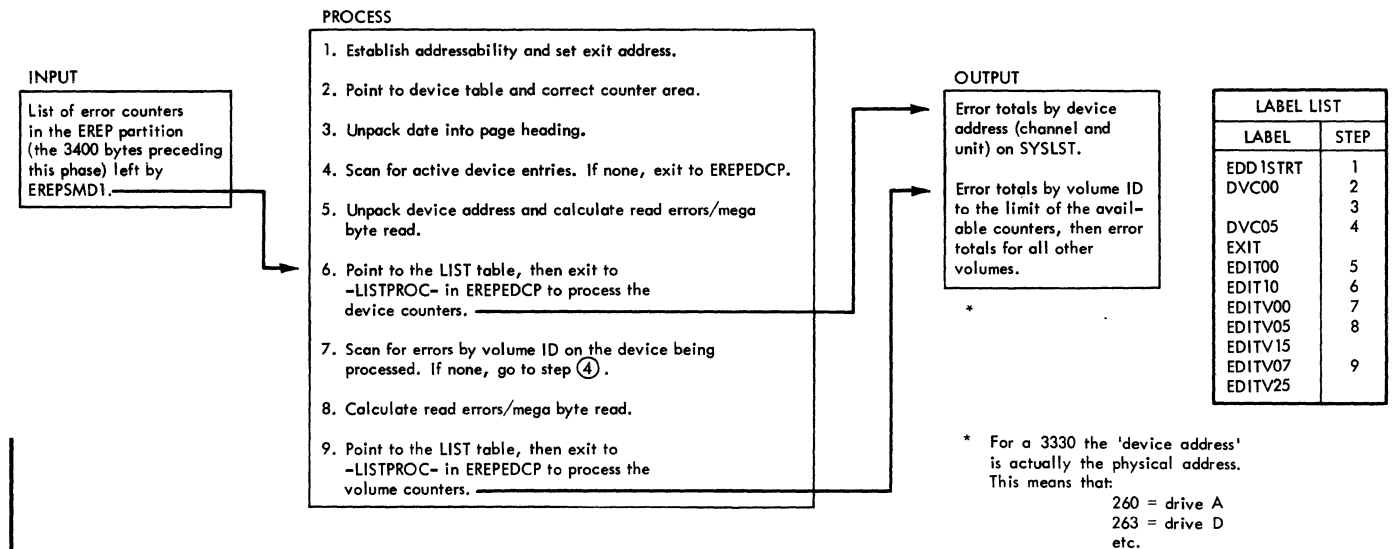 INPUT
List of error counters
in the EREP partition
(the 3400 bytes preceding
this phase) left by
EREPSMD1.
PROCESS
1. Establish addressability and set exit address.
2. Point to device table and correct counter area.
3. Unpack date into page heading.
4. Scan for active device entries. If none, exit to EREPEDCP.
5. Unpack device address and calculate read errors/mega
byte read.
6. Point to the LIST table, then exit to
-LISTPROC- in EREPEDCP to process the
device counters.
7. Scan for errors by volume ID on the device being
processed. If none, go to step 4.
8. Calculate read errors/mega byte read.
9. Point to the LIST table, then exit to
-LISTPROC- in EREPEDCP to process the
volume counters.
OUTPUT
Error totals by device
address (channel and
unit) on SYSLST.
Error totals by volume ID
to the limit of the avail-
able counters, then error
totals for all other
volumes.
*
LABEL LIST
LABEL STEP
EDD1STRT 1
DVC00 2
3
DVC05 4
EXIT
EDIT00 5
EDIT10 6
EDITV00 7
EDITV05 8
EDITV15
EDITV07 9
EDITV25
* For a 3330 the 'device address'
is actually the physical address.
This means that:
260 = drive A
263 = drive D
etc.